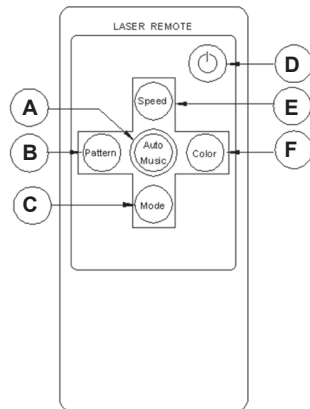 LASER REMOTE
D
Speed
E
A
Auto
Music
B
Pattern
Color
F
C
Mode